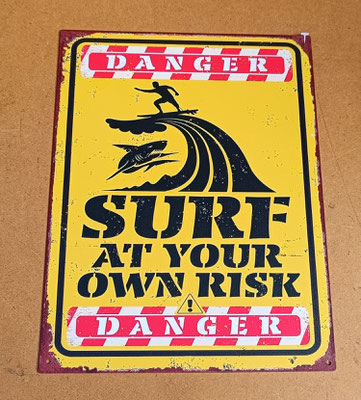 DANGER
SURF
AT YOUR
OWN RISK
!
DANGER